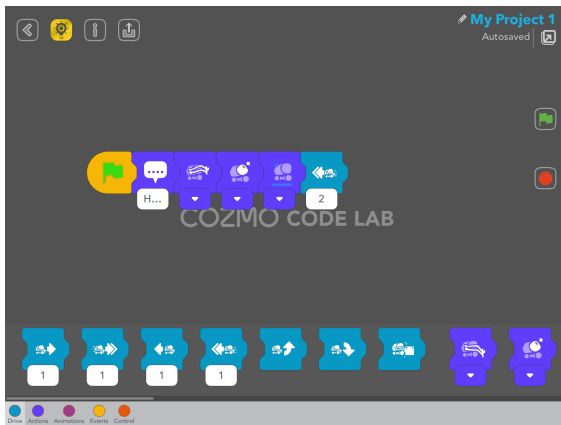 My Project 1
Autosaved
....
H...
2
COZMO CODE LAB
1
1
1
1
Drive
Actions
Animations
Events
Control